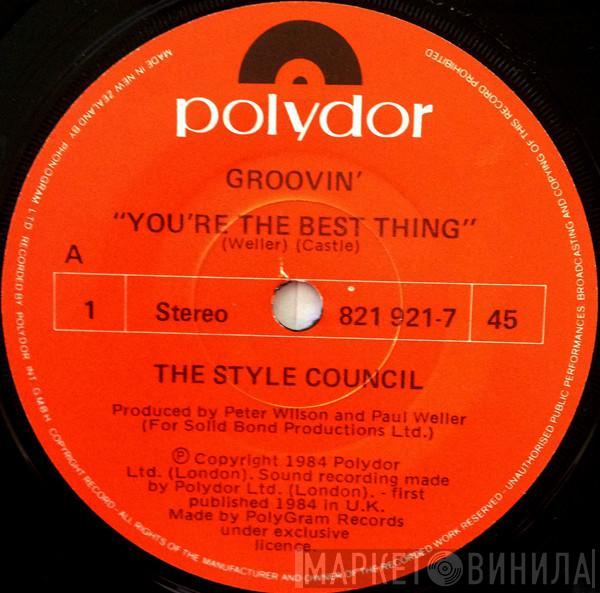 polydor
GROOVIN'
"YOU'RE THE BEST THING"
(Weller) (Castle)
A
1 Stereo 821 921-7 45
THE STYLE COUNCIL
Produced by Peter Wilson and Paul Weller
(For Solid Bond Productions Ltd.)
Ⓟ Copyright 1984 Polydor
Ltd. (London). Sound recording made
by Polydor Ltd. (London). - first
published 1984 in U.K.
Made by PolyGram Records
under exclusive
licence.
MADE IN NEW ZEALAND BY PHONOGRAM LTD RECORDED BY POLYDOR INT. G.M.B.H. COPYRIGHT RECORD - ALL RIGHTS OF THE MANUFACTURER AND OWNER OF THE RECORDED WORK RESERVED - UNAUTHORISED PUBLIC PERFORMANCES BROADCASTING AND COPYING OF THIS RECORD PROHIBITED
МАРКЕТ ВИНИЛА